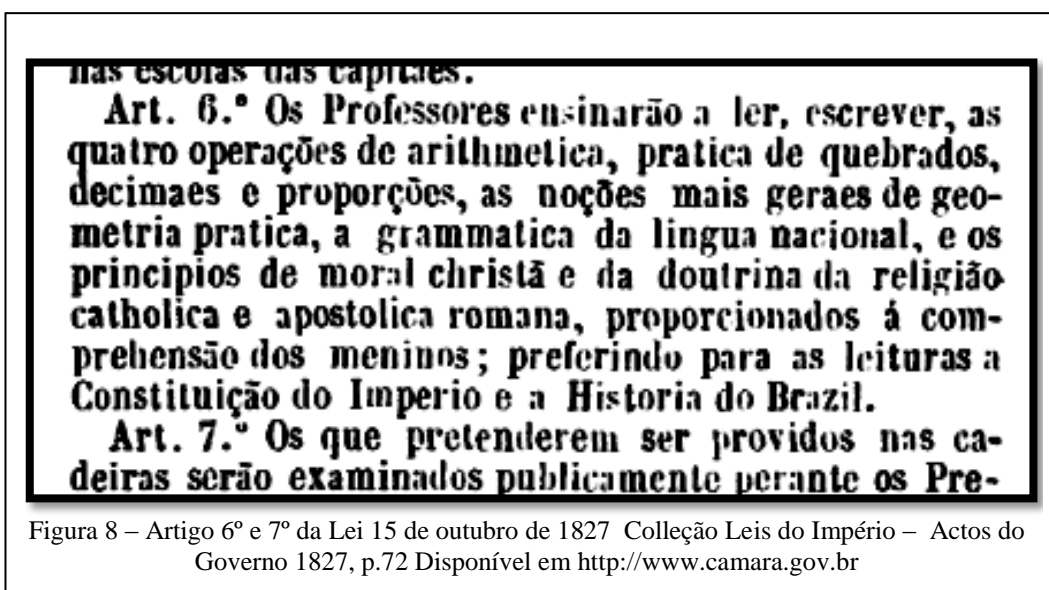 nas escolas das capitaes.
Art. 6.º Os Professores ensinarão a ler, escrever, as
quatro operações de arithmetica, pratica de quebrados,
decimaes e proporções, as noções mais geraes de geo-
metria pratica, a grammatica da lingua nacional, e os
principios de moral christã e da doutrina da religião
catholica e apostolica romana, proporcionados á com-
prehensão dos meninos; preferindo para as leituras a
Constituição do Imperio e a Historia do Brazil.
Art. 7.º Os que pretenderem ser providos nas ca-
deiras serão examinados publicamente perante os Pre-
Figura 8 – Artigo 6º e 7º da Lei 15 de outubro de 1827 Colleção Leis do Império – Actos do
Governo 1827, p.72 Disponível em http://www.camara.gov.br